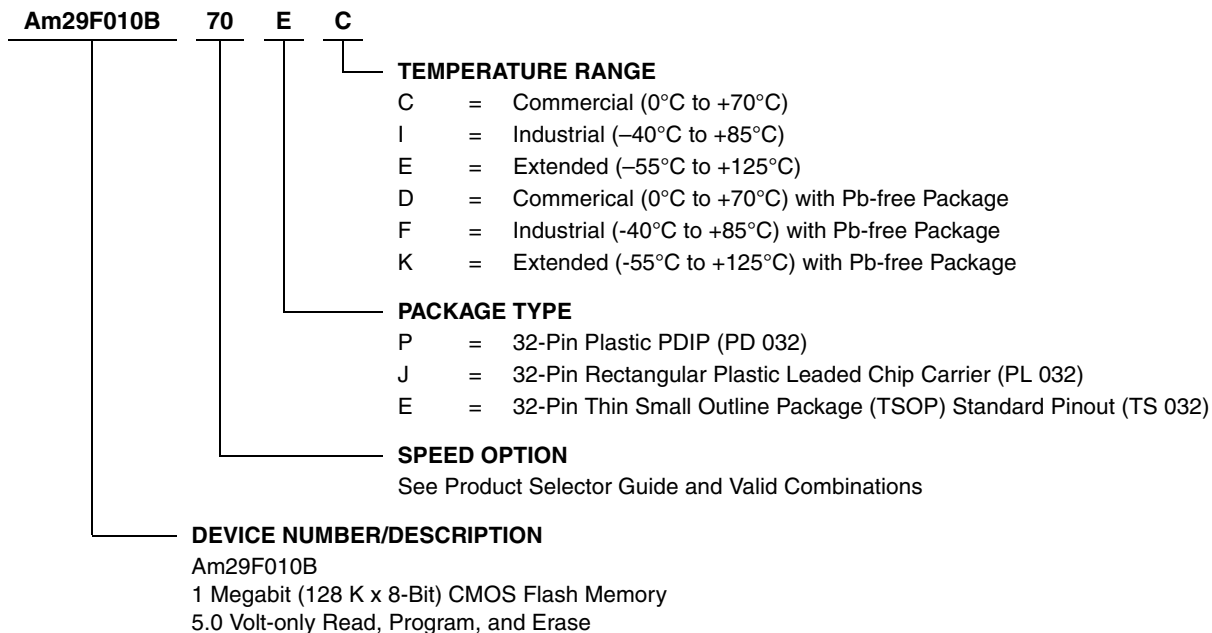 Am29F010B 70 E C
TEMPERATURE RANGE
C = Commercial (0°C to +70°C)
I = Industrial (–40°C to +85°C)
E = Extended (–55°C to +125°C)
D = Commerical (0°C to +70°C) with Pb-free Package
F = Industrial (-40°C to +85°C) with Pb-free Package
K = Extended (-55°C to +125°C) with Pb-free Package
PACKAGE TYPE
P = 32-Pin Plastic PDIP (PD 032)
J = 32-Pin Rectangular Plastic Leaded Chip Carrier (PL 032)
E = 32-Pin Thin Small Outline Package (TSOP) Standard Pinout (TS 032)
SPEED OPTION
See Product Selector Guide and Valid Combinations
DEVICE NUMBER/DESCRIPTION
Am29F010B
1 Megabit (128 K x 8-Bit) CMOS Flash Memory
5.0 Volt-only Read, Program, and Erase